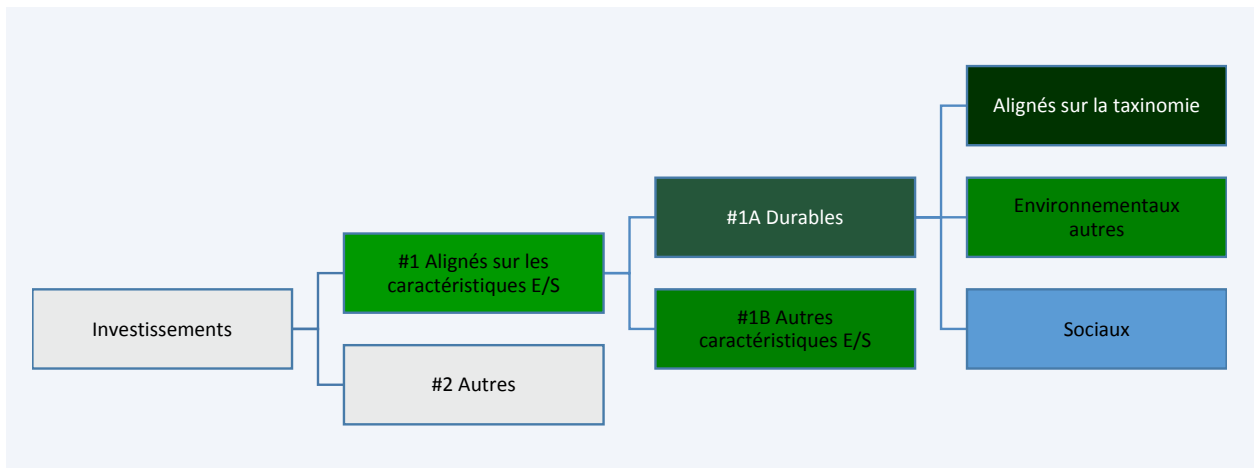 Investissements
#1 Alignés sur les
caractéristiques E/S
#2 Autres
#1A Durables
#1B Autres
caractéristiques E/S
Alignés sur la taxinomie
Environnementaux
autres
Sociaux